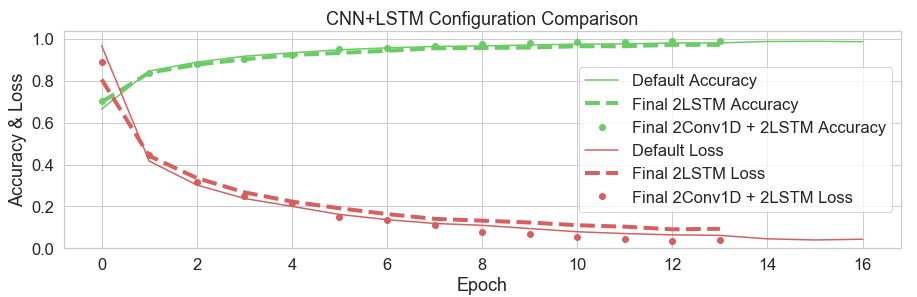 CNN+LSTM Configuration Comparison
Accuracy & Loss
1.0
0.8
0.6
0.4
0.2
0.0
Default Accuracy
Final 2LSTM Accuracy
Final 2Conv1D + 2LSTM Accuracy
Default Loss
Final 2LSTM Loss
Final 2Conv1D + 2LSTM Loss
0 2 4 6 8 10 12 14 16
Epoch